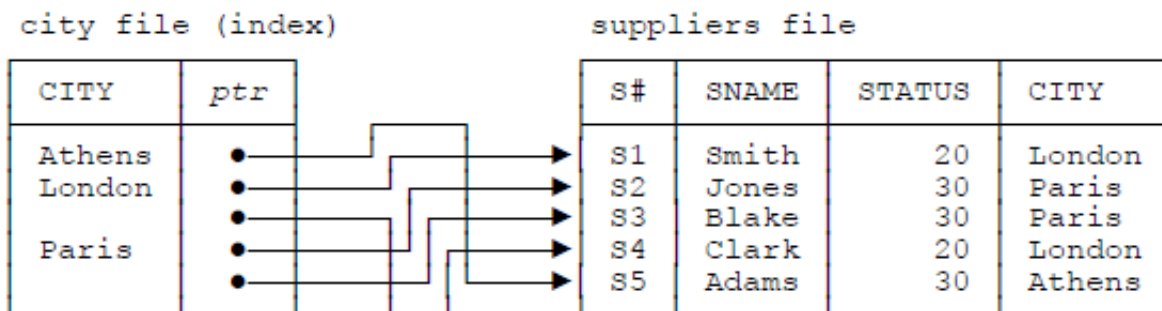 city file (index) suppliers file
CITY ptr S# SNAME STATUS CITY
Athens S1 Smith 20 London
London S2 Jones 30 Paris
S3 Blake 30 Paris
Paris S4 Clark 20 London
S5 Adams 30 Athens